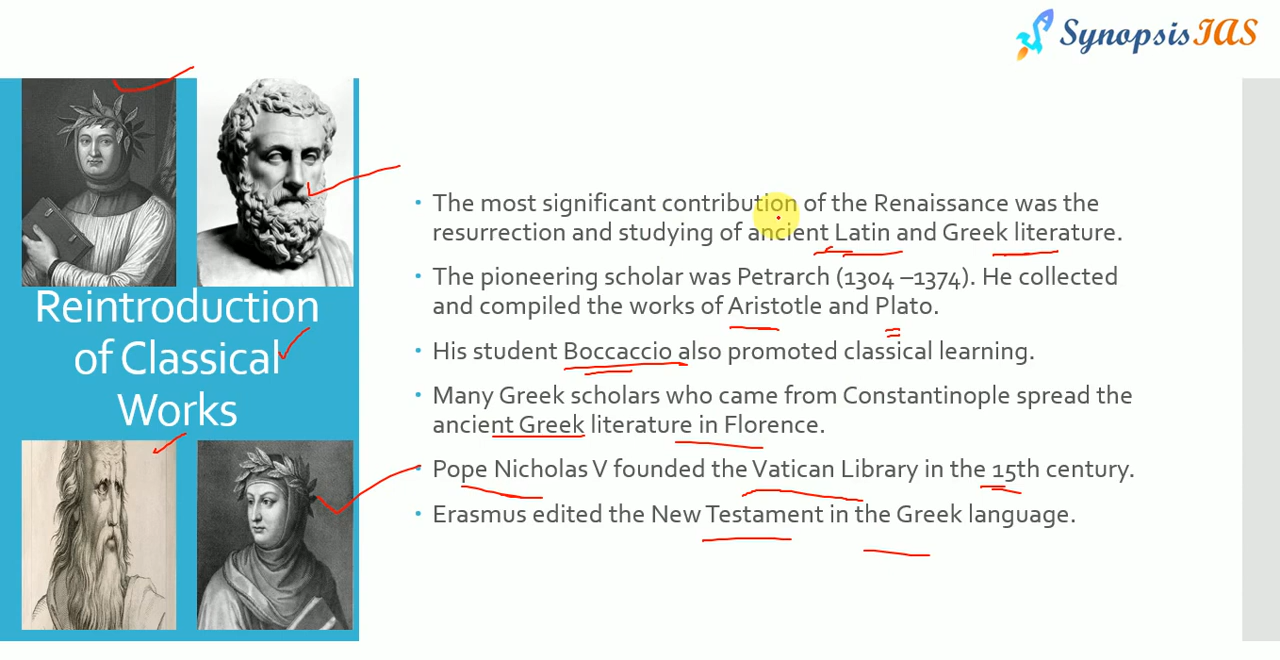 SynopsisIAS
Reintroduction
of Classical
Works
• The most significant contribution of the Renaissance was the
resurrection and studying of ancient Latin and Greek literature.
• The pioneering scholar was Petrarch (1304 –1374). He collected
and compiled the works of Aristotle and Plato.
• His student Boccaccio also promoted classical learning.
• Many Greek scholars who came from Constantinople spread the
ancient Greek literature in Florence.
• Pope Nicholas V founded the Vatican Library in the 15th century.
• Erasmus edited the New Testament in the Greek language.